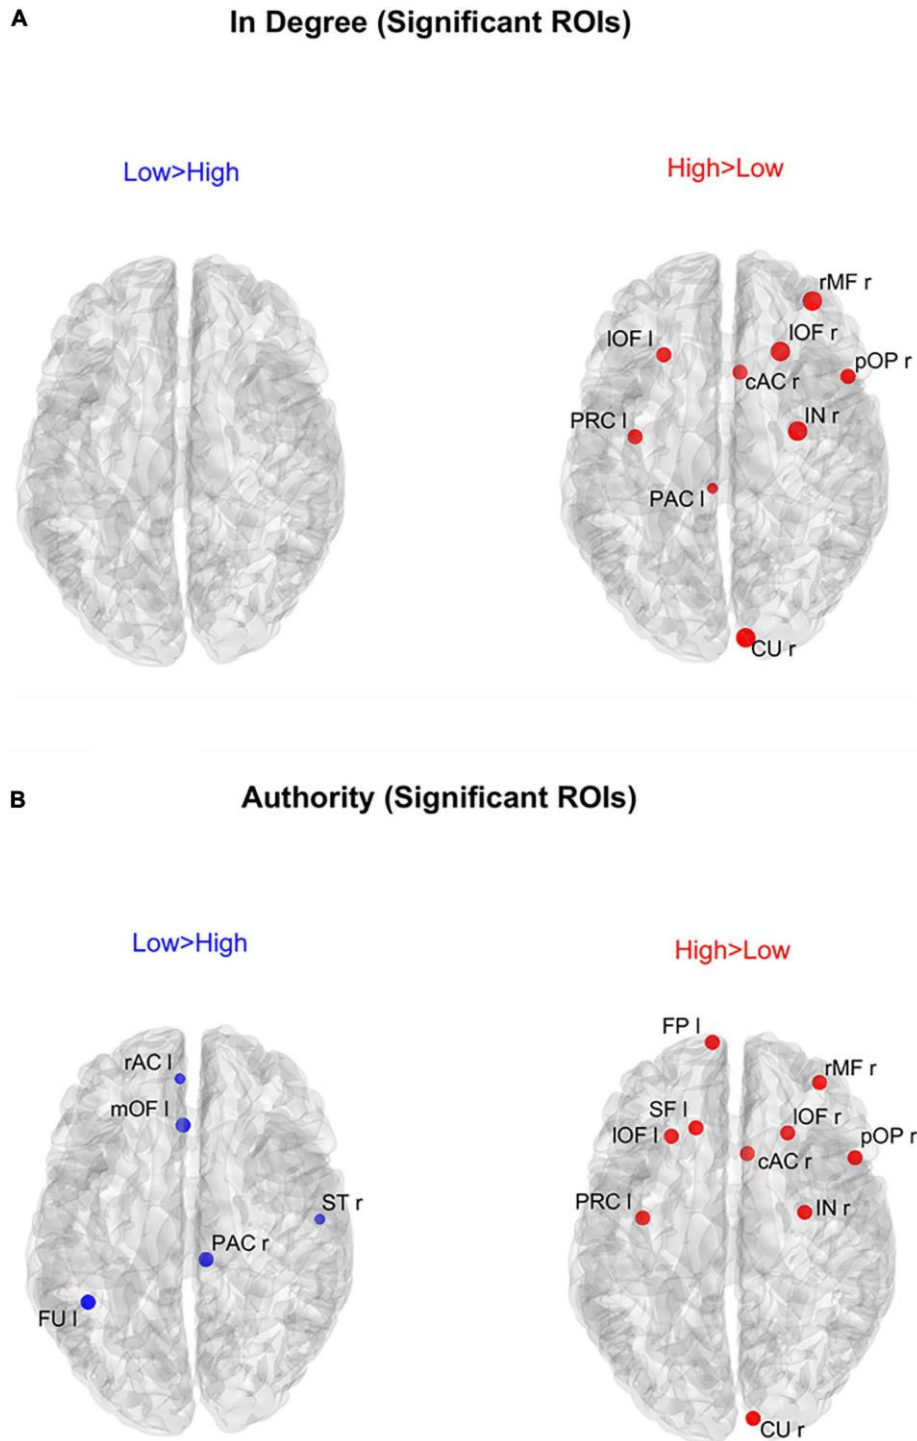 A
In Degree (Significant ROIs)
Low>High
High>Low
rMF r
lOF l
lOF r
pOP r
cAC r
PRC l
IN r
PAC l
CU r
B
Authority (Significant ROIs)
Low>High
High>Low
FP l
rAC l
rMF r
mOF l
SF l
lOF r
lOF l
pOP r
cAC r
ST r
PRC l
IN r
PAC r
FU l
CU r